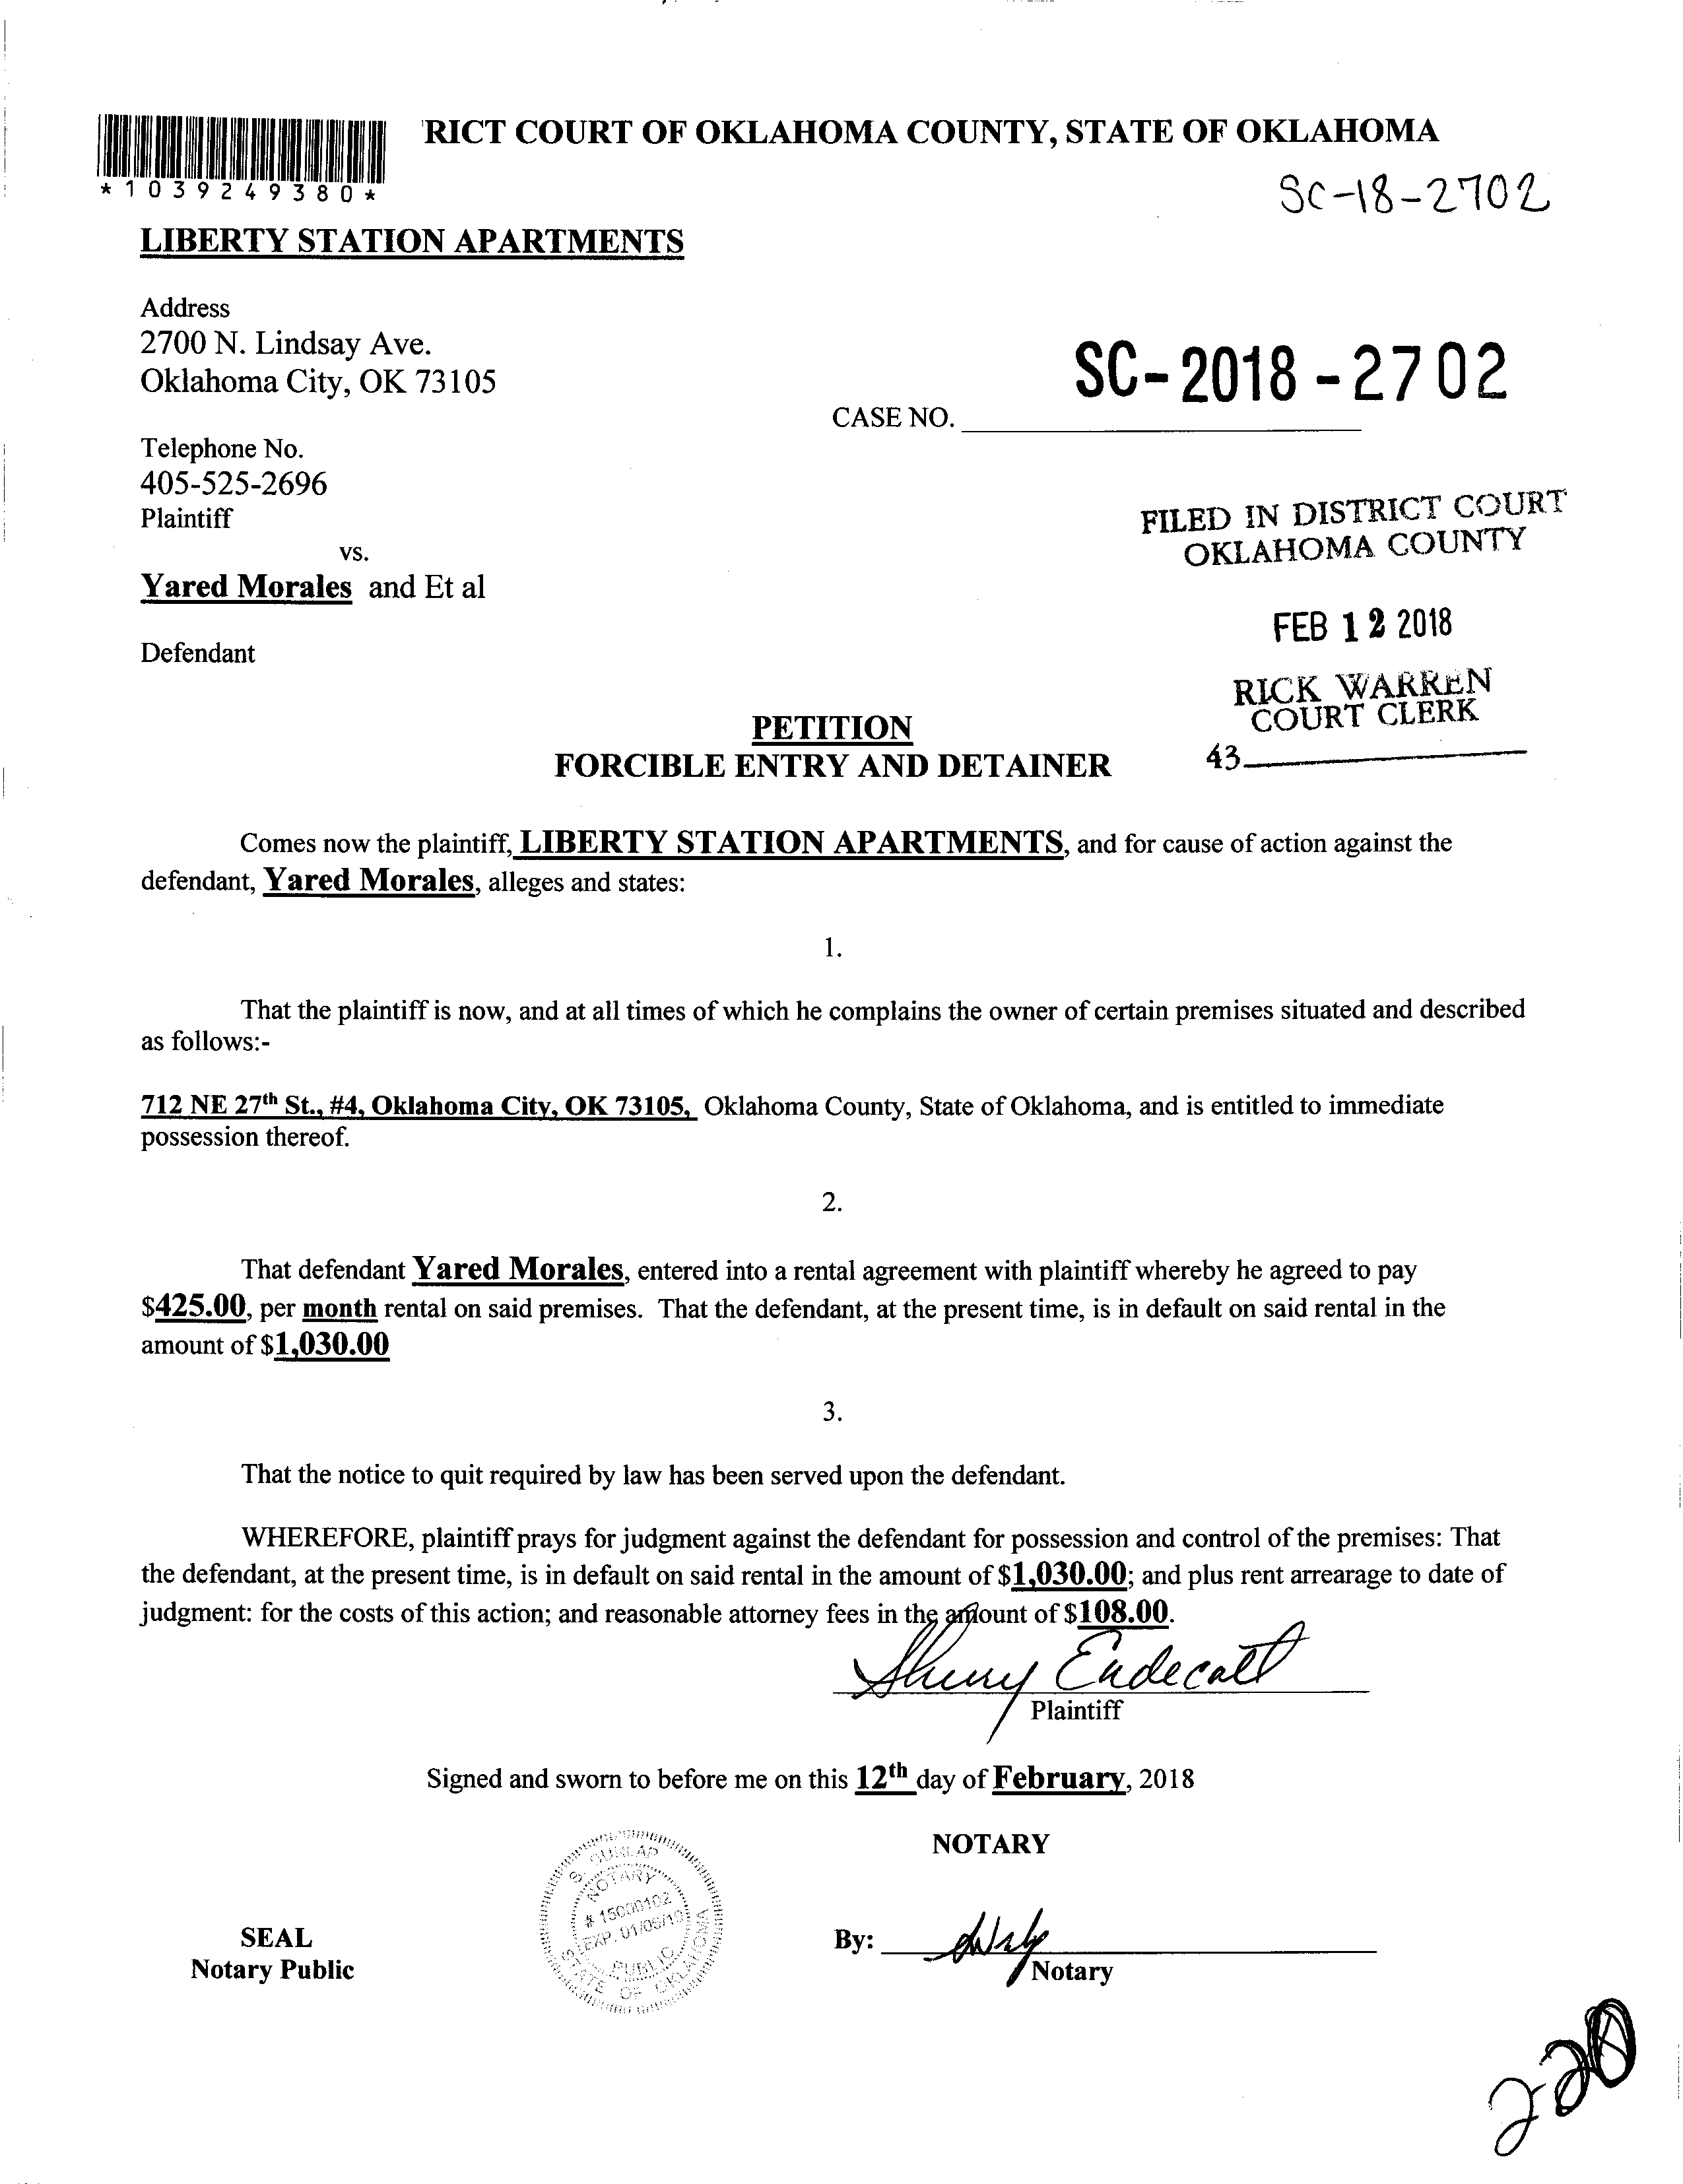 'RICT COURT OF OKLAHOMA COUNTY, STATE OF OKLAHOMA
*1039249380*
SC-18-2702
LIBERTY STATION APARTMENTS
Address
2700 N. Lindsay Ave.
Oklahoma City, OK 73105
SC-2018-2702
CASE NO.
Telephone No.
405-525-2696
Plaintiff
vs.
Yared Morales and Et al
Defendant
FILED IN DISTRICT COURT
OKLAHOMA COUNTY
FEB 12 2018
RICK WARREN
COURT CLERK
43
PETITION
FORCIBLE ENTRY AND DETAINER
Comes now the plaintiff, LIBERTY STATION APARTMENTS, and for cause of action against the
defendant, Yared Morales, alleges and states:
1.
That the plaintiff is now, and at all times of which he complains the owner of certain premises situated and described
as follows:-
712 NE 27th St., #4, Oklahoma City, OK 73105, Oklahoma County, State of Oklahoma, and is entitled to immediate
possession thereof.
2.
That defendant Yared Morales, entered into a rental agreement with plaintiff whereby he agreed to pay
$425.00, per month rental on said premises. That the defendant, at the present time, is in default on said rental in the
amount of $1,030.00
3.
That the notice to quit required by law has been served upon the defendant.
WHEREFORE, plaintiff prays for judgment against the defendant for possession and control of the premises: That
the defendant, at the present time, is in default on said rental in the amount of $1,030.00; and plus rent arrearage to date of
judgment: for the costs of this action; and reasonable attorney fees in the amount of $108.00.
Sherry Endecott
Plaintiff
Signed and sworn to before me on this 12th day of February, 2018
NOTARY
S. DUNLAP
NOTARY
# 15000102
EXP. 01/06/19
PUBLIC
STATE OF OKLAHOMA
SEAL
Notary Public
By:
Notary